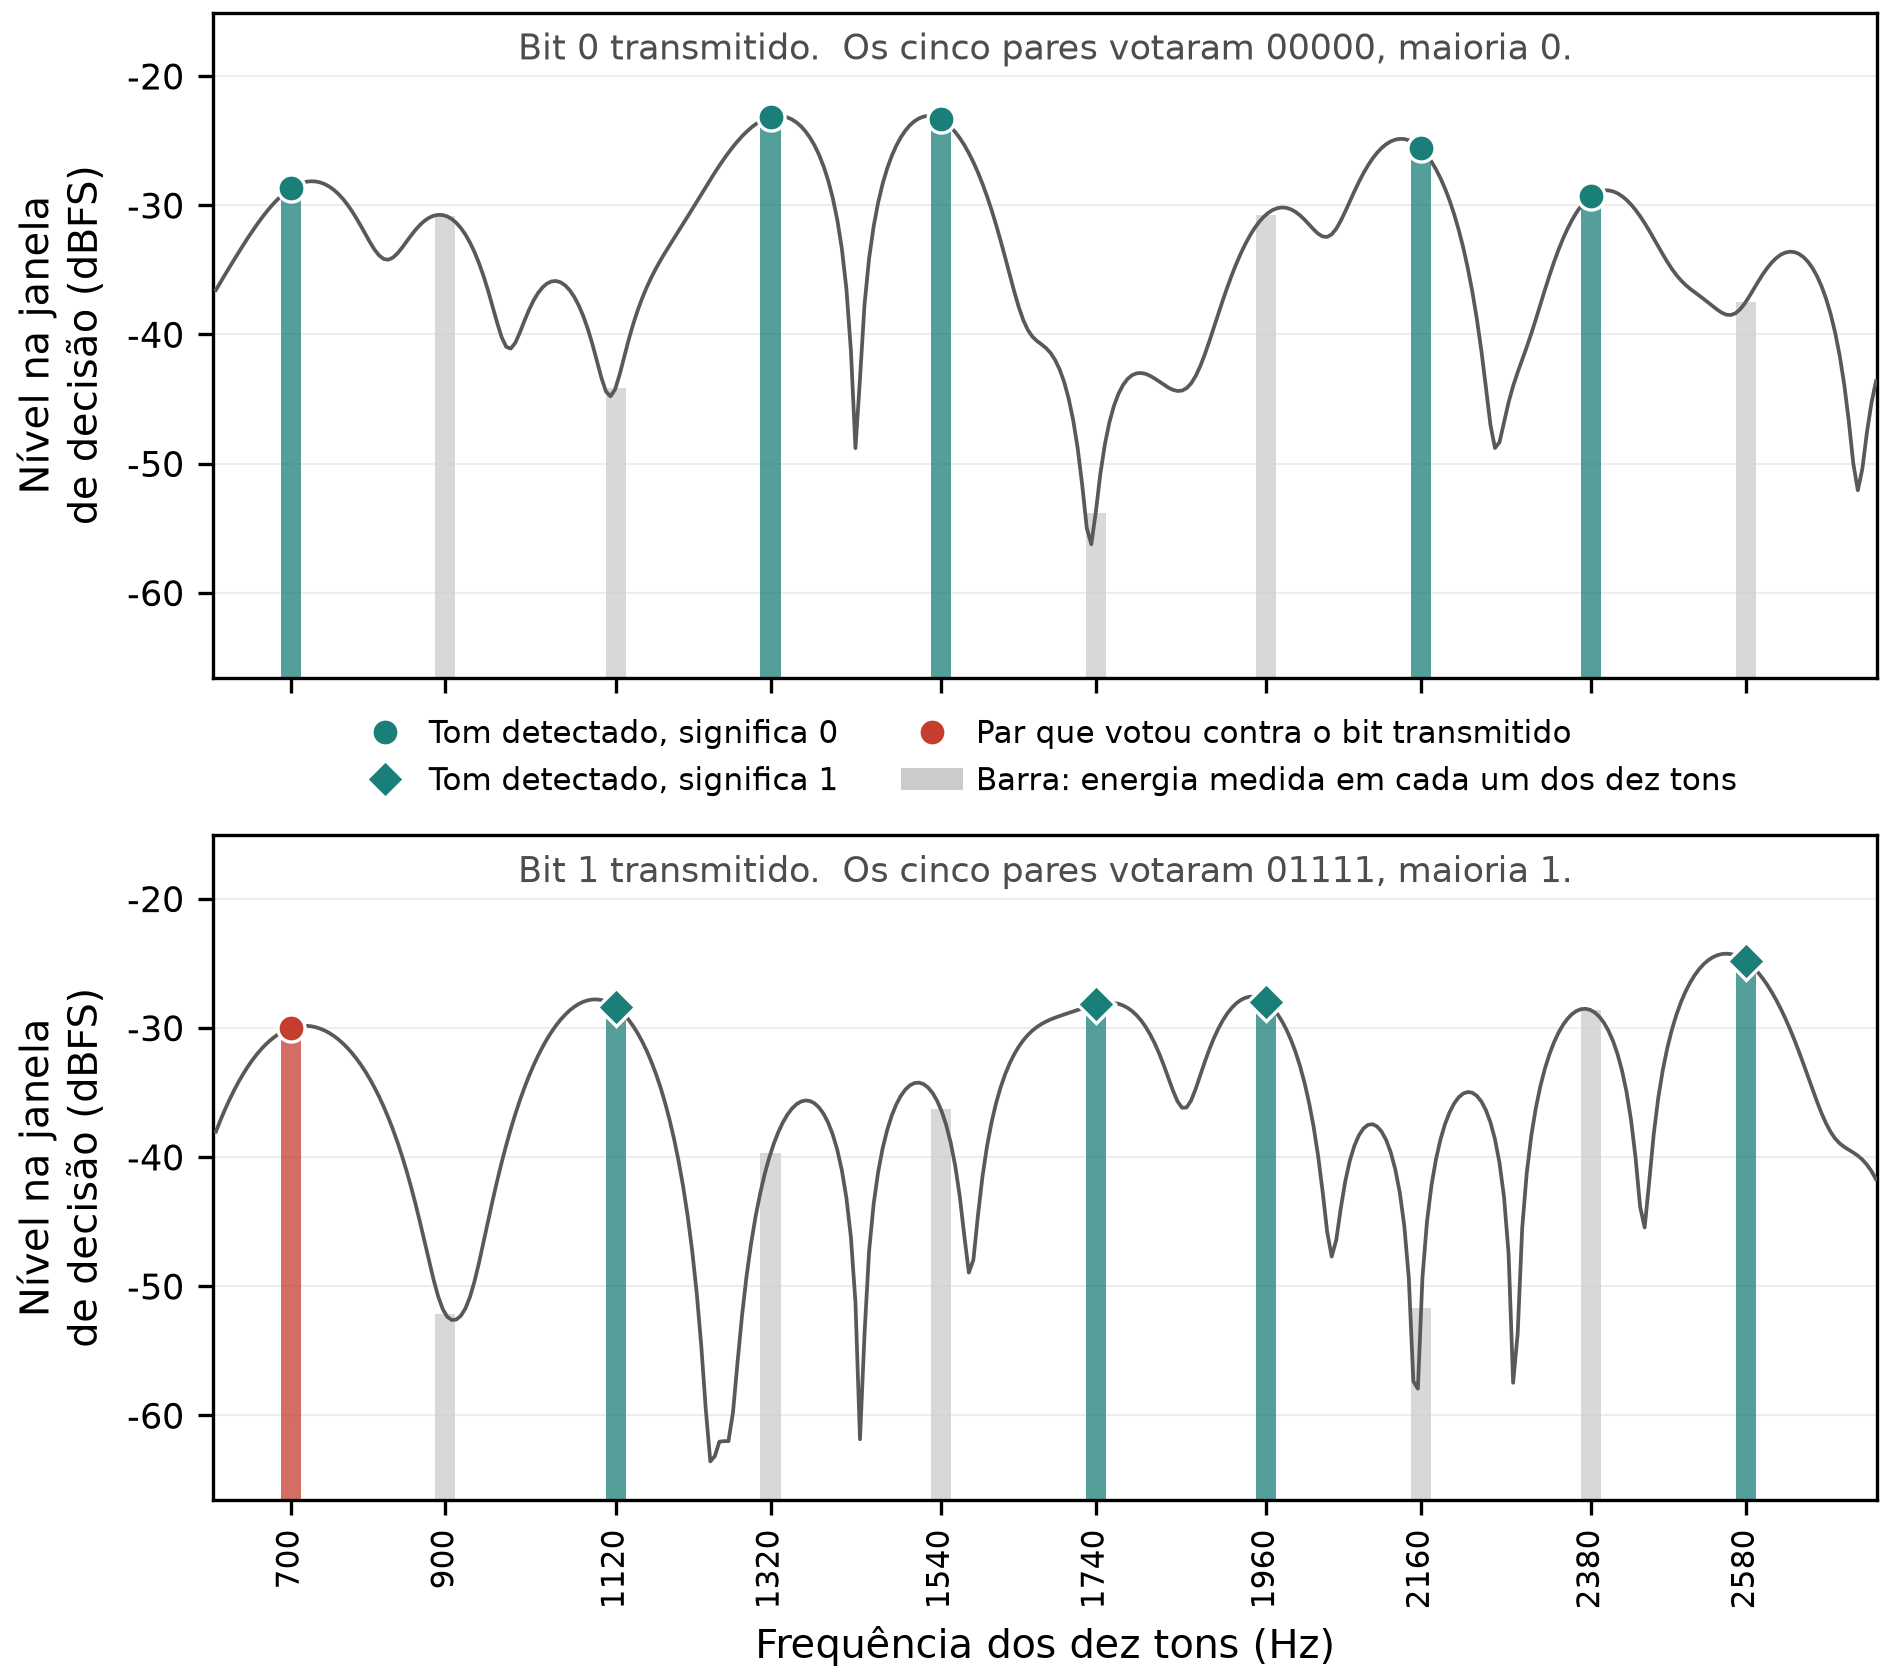 Bit 0 transmitido.  Os cinco pares votaram 00000, maioria 0.
Nível na janela
de decisão (dBFS)
-20
-30
-40
-50
-60
Tom detectado, significa 0
Tom detectado, significa 1
Par que votou contra o bit transmitido
Barra: energia medida em cada um dos dez tons
Bit 1 transmitido.  Os cinco pares votaram 01111, maioria 1.
Nível na janela
de decisão (dBFS)
-20
-30
-40
-50
-60
700
900
1120
1320
1540
1740
1960
2160
2380
2580
Frequência dos dez tons (Hz)